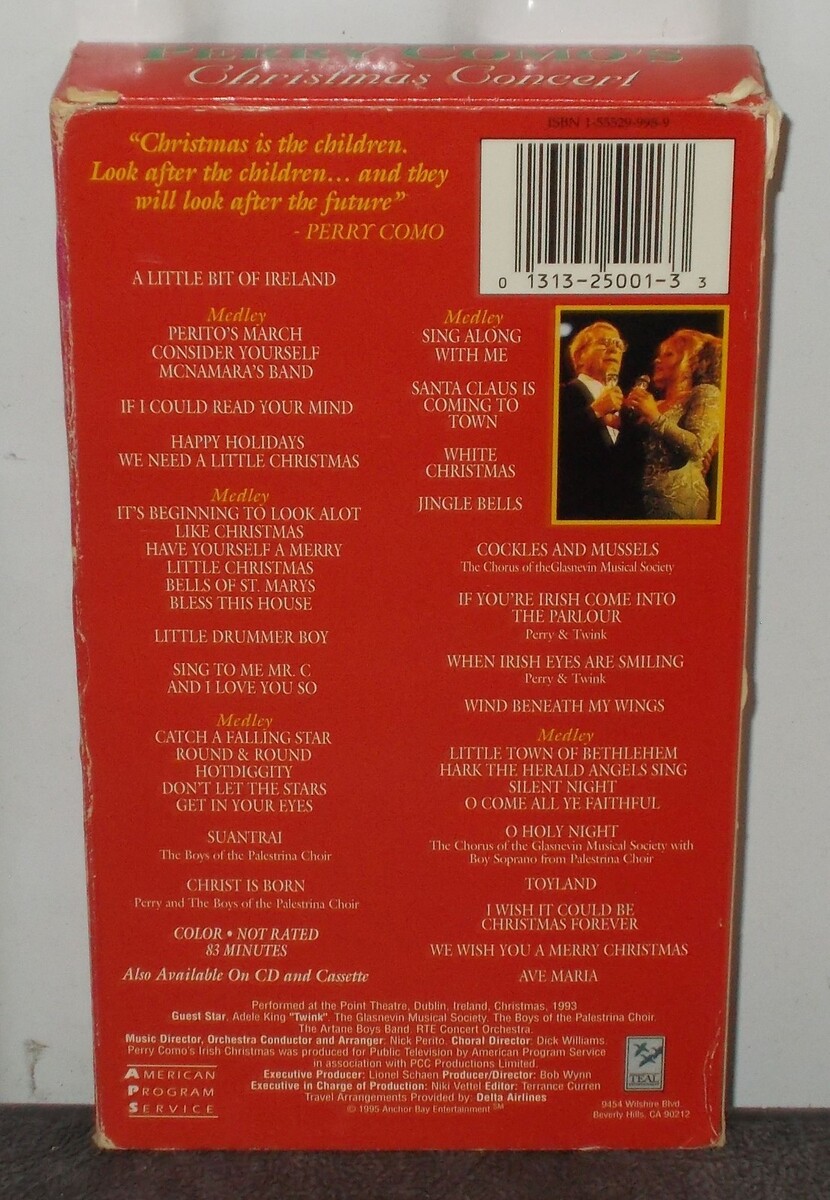 PERRY COMO'S
Christmas Concert
ISBN 1-55529-998-9
"Christmas is the children.
Look after the children... and they
will look after the future"
- PERRY COMO
0 1313-25001-3 3
A LITTLE BIT OF IRELAND
Medley
PERITO'S MARCH
CONSIDER YOURSELF
MCNAMARA'S BAND
IF I COULD READ YOUR MIND
HAPPY HOLIDAYS
WE NEED A LITTLE CHRISTMAS
Medley
IT'S BEGINNING TO LOOK ALOT
LIKE CHRISTMAS
HAVE YOURSELF A MERRY
LITTLE CHRISTMAS
BELLS OF ST. MARYS
BLESS THIS HOUSE
LITTLE DRUMMER BOY
SING TO ME MR. C
AND I LOVE YOU SO
Medley
CATCH A FALLING STAR
ROUND & ROUND
HOTDIGGITY
DON'T LET THE STARS
GET IN YOUR EYES
SUANTRAI
The Boys of the Palestrina Choir
CHRIST IS BORN
Perry and The Boys of the Palestrina Choir
COLOR • NOT RATED
83 MINUTES
Also Available On CD and Cassette
Medley
SING ALONG
WITH ME
SANTA CLAUS IS
COMING TO
TOWN
WHITE
CHRISTMAS
JINGLE BELLS
COCKLES AND MUSSELS
The Chorus of theGlasnevin Musical Society
IF YOU'RE IRISH COME INTO
THE PARLOUR
Perry & Twink
WHEN IRISH EYES ARE SMILING
Perry & Twink
WIND BENEATH MY WINGS
Medley
LITTLE TOWN OF BETHLEHEM
HARK THE HERALD ANGELS SING
SILENT NIGHT
O COME ALL YE FAITHFUL
O HOLY NIGHT
The Chorus of the Glasnevin Musical Society with
Boy Soprano from Palestrina Choir
TOYLAND
I WISH IT COULD BE
CHRISTMAS FOREVER
WE WISH YOU A MERRY CHRISTMAS
AVE MARIA
Performed at the Point Theatre, Dublin, Ireland, Christmas, 1993
Guest Star, Adele King "Twink". The Glasnevin Musical Society. The Boys of the Palestrina Choir.
The Artane Boys Band. RTE Concert Orchestra.
Music Director, Orchestra Conductor and Arranger: Nick Perito. Choral Director: Dick Williams.
Perry Como's Irish Christmas was produced for Public Television by American Program Service
in association with PCC Productions Limited.
Executive Producer: Lionel Schaen Producer/Director: Bob Wynn
Executive in Charge of Production: Niki Vettel Editor: Terrance Curren
Travel Arrangements Provided by: Delta Airlines
© 1995 Anchor Bay Entertainment SM
AMERICAN
PROGRAM
SERVICE
TEAL
9454 Wilshire Blvd.
Beverly Hills, CA 90212